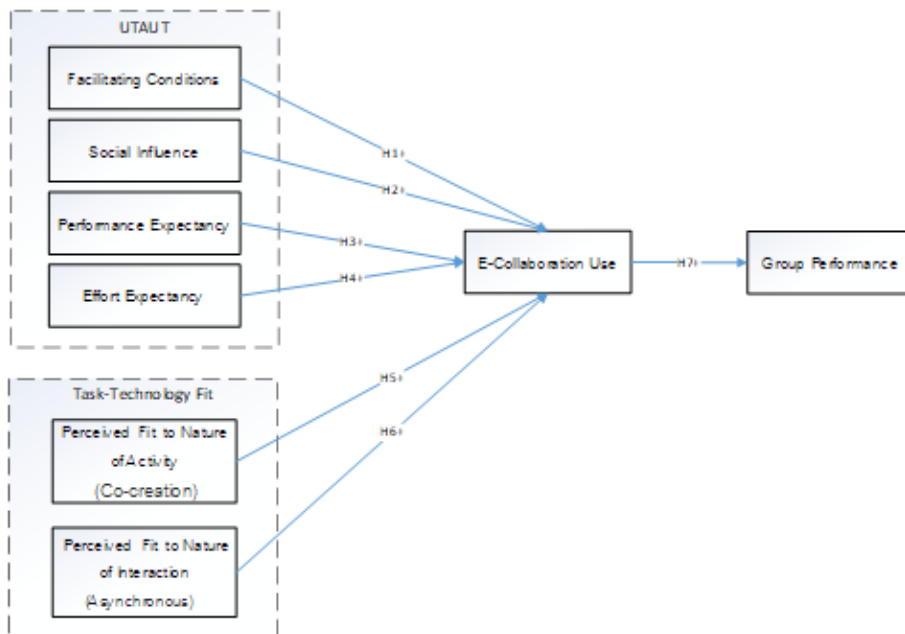 UTAUT
Facilitating Conditions
H1+
Social Influence
H2+
Performance Expectancy
H3+
E-Collaboration Use
H7+
Group Performance
H4+
Effort Expectancy
Task-Technology Fit
H5+
Perceived Fit to Nature
of Activity
(Co-creation)
H6+
Perceived Fit to Nature
of Interaction
(Asynchronous)